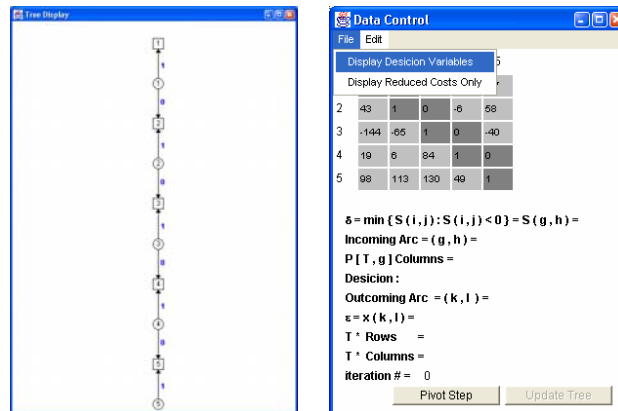 Tree Display
1
1
1
0
2
1
2
0
3
1
3
0
4
1
4
0
5
1
5
Data Control
File Edit
Display Desicion Variables 5
Display Reduced Costs Only
2 43 1 0 -6 58
3 -144 -65 1 0 -40
4 19 6 84 1 0
5 98 113 130 49 1
δ = min { S ( i , j ) : S ( i , j ) < 0 } = S ( g , h ) =
Incoming Arc = ( g , h ) =
P [ T , g ] Columns =
Desicion :
Outcoming Arc = ( k , l ) =
ε = x ( k , l ) =
T * Rows =
T * Columns =
iteration # = 0
Pivot Step Update Tree